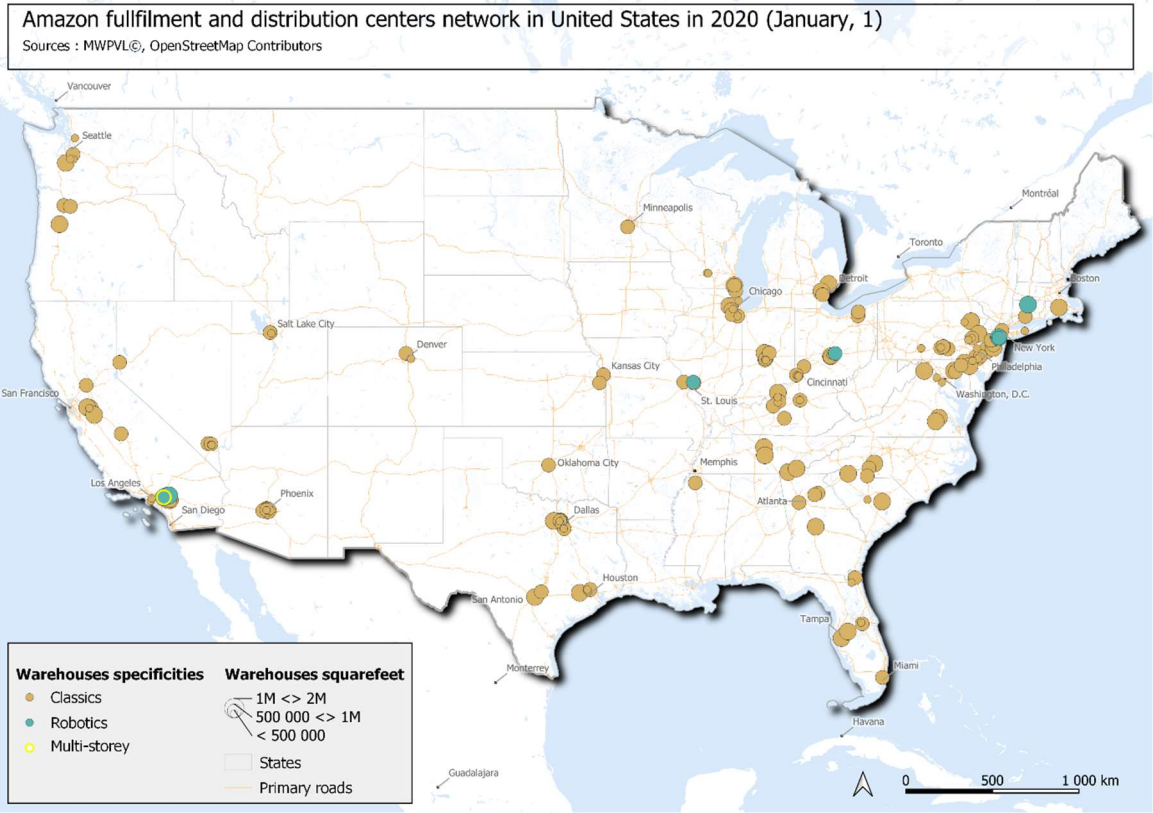 Amazon fullfilment and distribution centers network in United States in 2020 (January, 1)
Sources : MWPVL©, OpenStreetMap Contributors
Vancouver
Seattle
Montréal
Minneapolis
Toronto
Detroit
Boston
Chicago
Salt Lake City
Denver
New York
Kansas City
Philadelphia
Cincinnati
San Francisco
St. Louis
Washington, D.C.
Oklahoma City
Memphis
Los Angeles
Phoenix
Atlanta
San Diego
Dallas
Houston
San Antonio
Tampa
Monterrey
Miami
Havana
Guadalajara
Warehouses specificities
Classics
Robotics
Multi-storey
Warehouses squarefeet
1M <> 2M
500 000 <> 1M
< 500 000
States
Primary roads
0 500 1 000 km